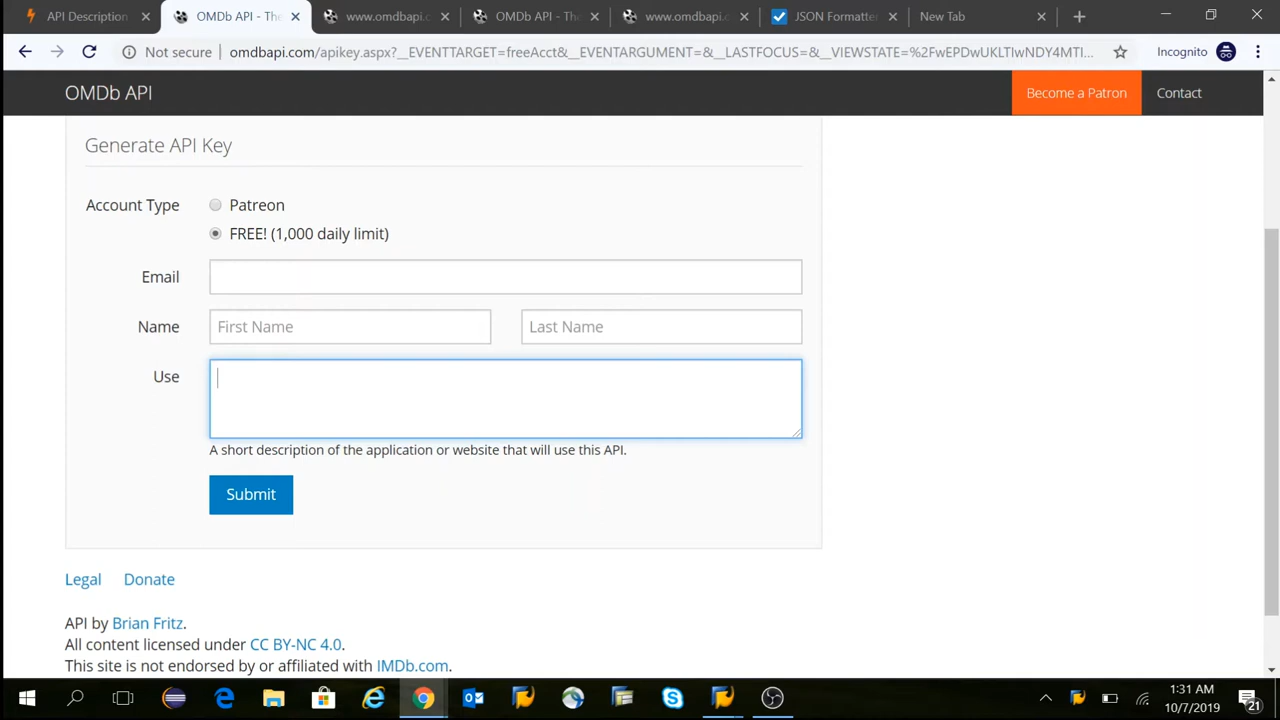 API Description
OMDb API - The
www.omdbapi.c
OMDb API - The
www.omdbapi.c
JSON Formatter
New Tab
Not secure
omdbapi.com/apikey.aspx?__EVENTTARGET=freeAcct&__EVENTARGUMENT=&__LASTFOCUS=&__VIEWSTATE=%2FwEPDwUKLTIwNDY4MTI...
Incognito
OMDb API
Become a Patron
Contact
Generate API Key
Account Type
Patreon
FREE! (1,000 daily limit)
Email
Name
First Name
Last Name
Use
A short description of the application or website that will use this API.
Submit
Legal
Donate
API by Brian Fritz.
All content licensed under CC BY-NC 4.0.
This site is not endorsed by or affiliated with IMDb.com.
1:31 AM
10/7/2019
21